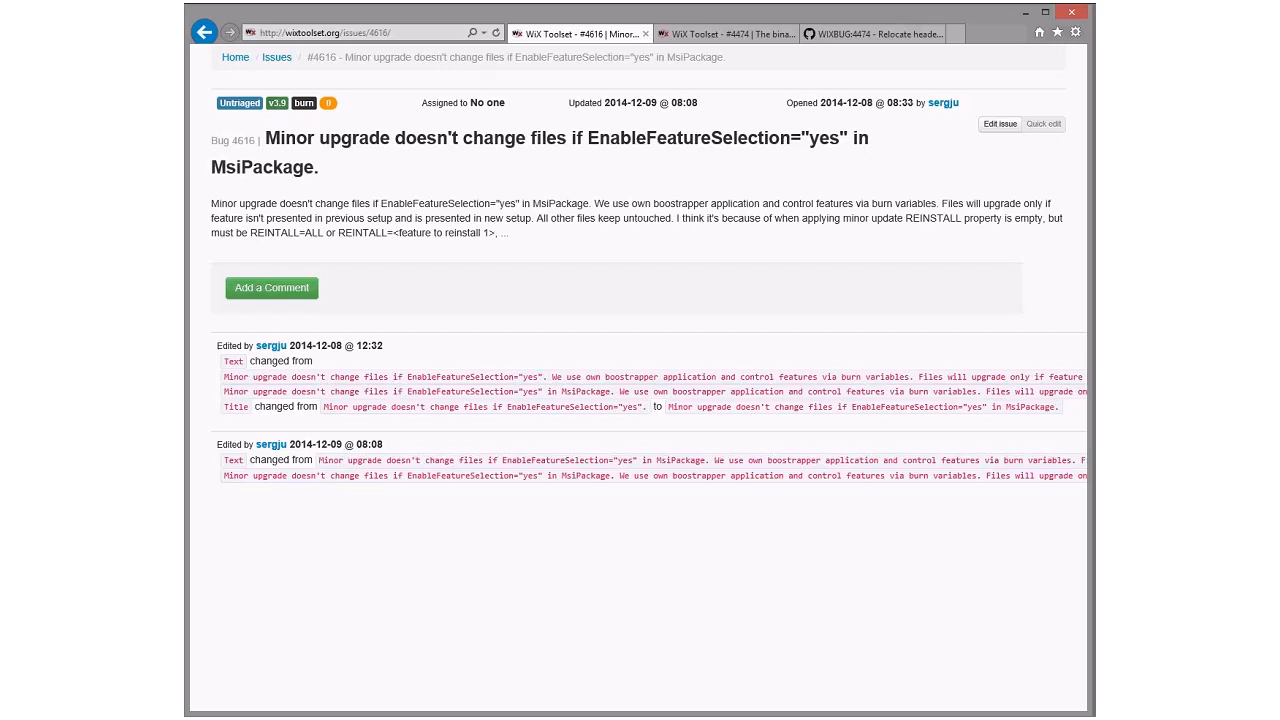 http://wixtoolset.org/issues/4616/
WiX Toolset - #4616 | Minor...
WiX Toolset - #4474 | The bina...
WIXBUG:4474 - Relocate heade...
Home / Issues / #4616 - Minor upgrade doesn't change files if EnableFeatureSelection="yes" in MsiPackage.
Untriaged v3.9 burn 0 Assigned to No one Updated 2014-12-09 @ 08:08 Opened 2014-12-08 @ 08:33 by sergju
Edit issue Quick edit
Bug 4616 | Minor upgrade doesn't change files if EnableFeatureSelection="yes" in
MsiPackage.
Minor upgrade doesn't change files if EnableFeatureSelection="yes" in MsiPackage. We use own boostrapper application and control features via burn variables. Files will upgrade only if
feature isn't presented in previous setup and is presented in new setup. All other files keep untouched. I think it's because of when applying minor update REINSTALL property is empty, but
must be REINTALL=ALL or REINTALL=<feature to reinstall 1>, ...
Add a Comment
Edited by sergju 2014-12-08 @ 12:32
Text changed from
Minor upgrade doesn't change files if EnableFeatureSelection="yes". We use own boostrapper application and control features via burn variables. Files will upgrade only if feature
Minor upgrade doesn't change files if EnableFeatureSelection="yes" in MsiPackage. We use own boostrapper application and control features via burn variables. Files will upgrade on
Title changed from Minor upgrade doesn't change files if EnableFeatureSelection="yes". to Minor upgrade doesn't change files if EnableFeatureSelection="yes" in MsiPackage.
Edited by sergju 2014-12-09 @ 08:08
Text changed from Minor upgrade doesn't change files if EnableFeatureSelection="yes" in MsiPackage. We use own boostrapper application and control features via burn variables. F
Minor upgrade doesn't change files if EnableFeatureSelection="yes" in MsiPackage. We use own boostrapper application and control features via burn variables. Files will upgrade on